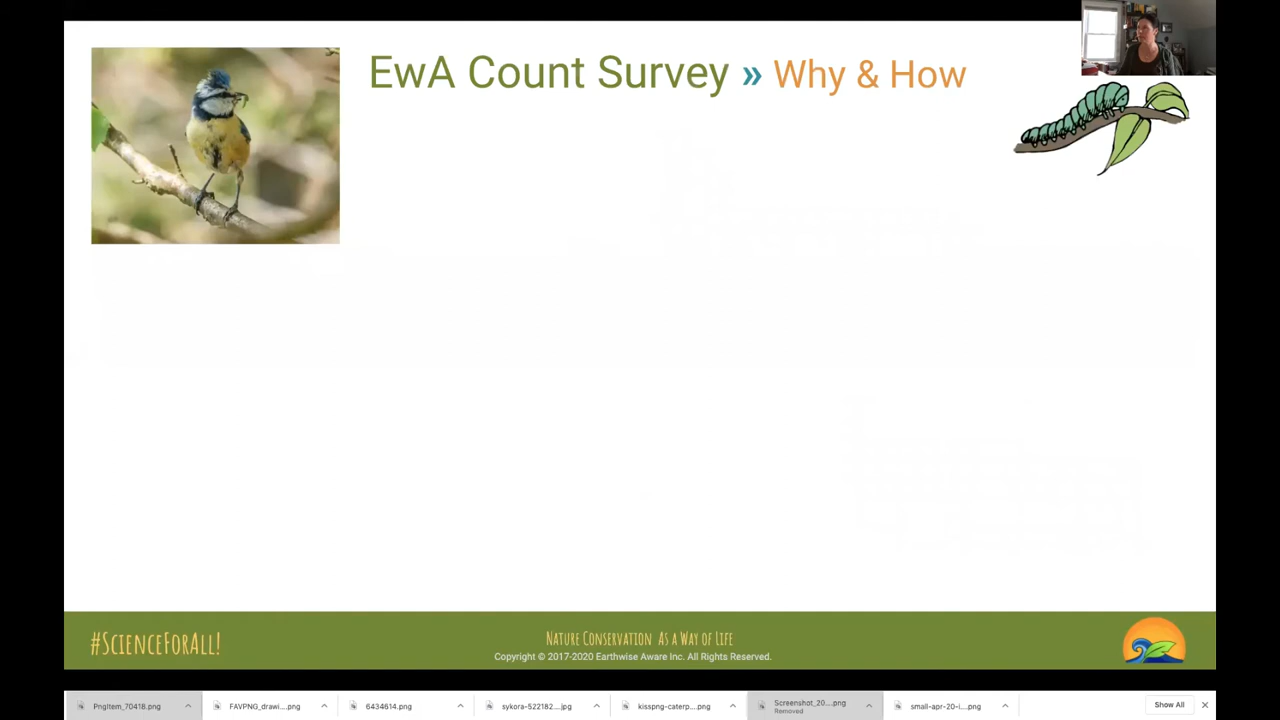 EwA Count Survey » Why & How
#ScienceForAll!
Nature Conservation As a Way of Life
Copyright © 2017-2020 Earthwise Aware Inc. All Rights Reserved.
PngItem_70418.png
FAVPNG_drawi....png
6434614.png
sykora-522182...jpg
kisspng-caterp....png
Screenshot_20....png
Removed
small-apr-20-i....png
Show All